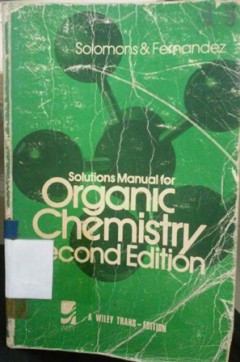 Solomons & Fernandez
Solutions Manual for
Organic
Chemistry
econd Edition
A WILEY TRANS-EDITION